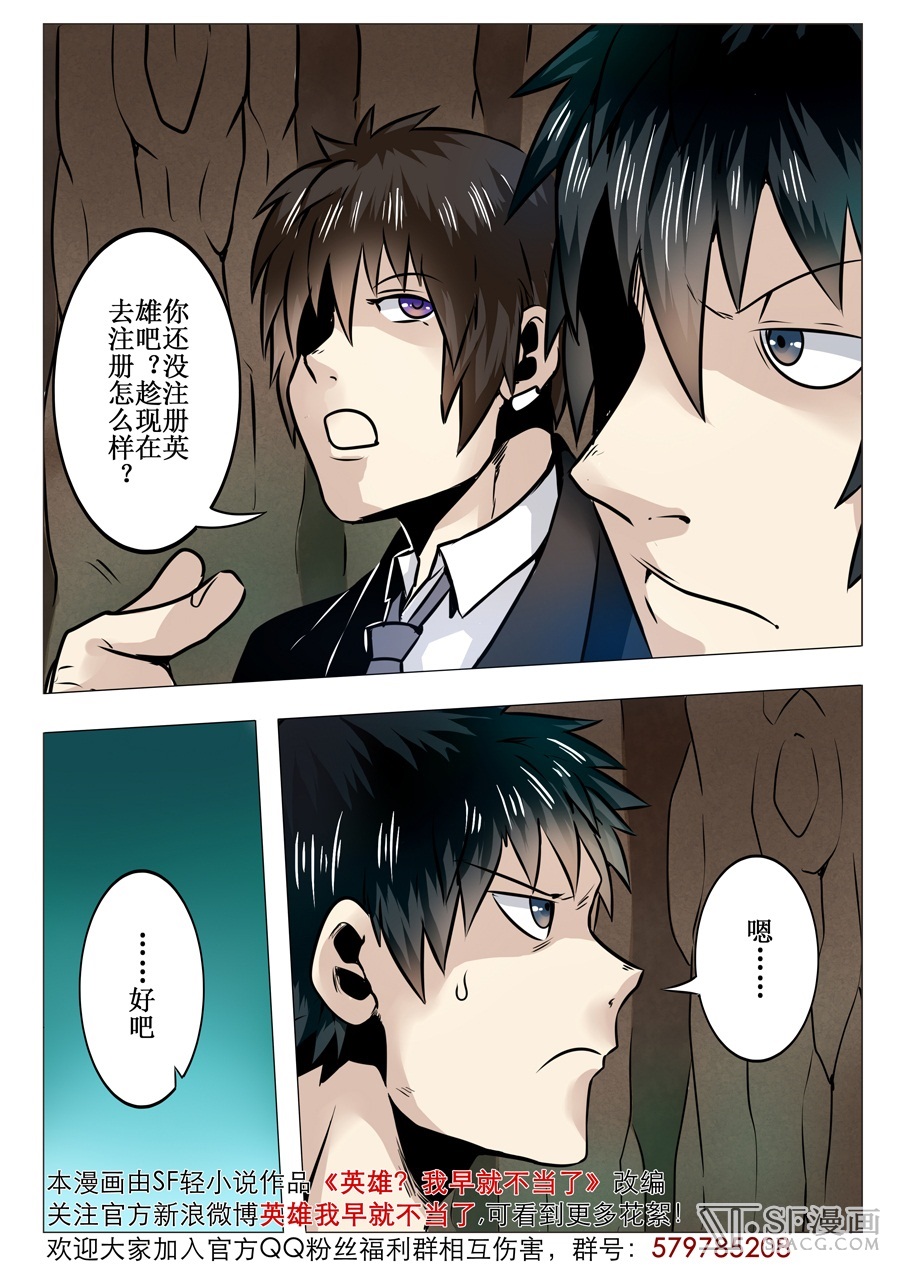 你还没注册英
雄吧？趁现在
去注册怎么
样？
嗯……
……好吧
本漫画由SF轻小说作品《英雄？我早就不当了》改编
关注官方新浪微博英雄我早就不当了,可看到更多花絮！
欢迎大家加入官方QQ粉丝福利群相互伤害，群号：579785208
SF漫画
SFACG.COM